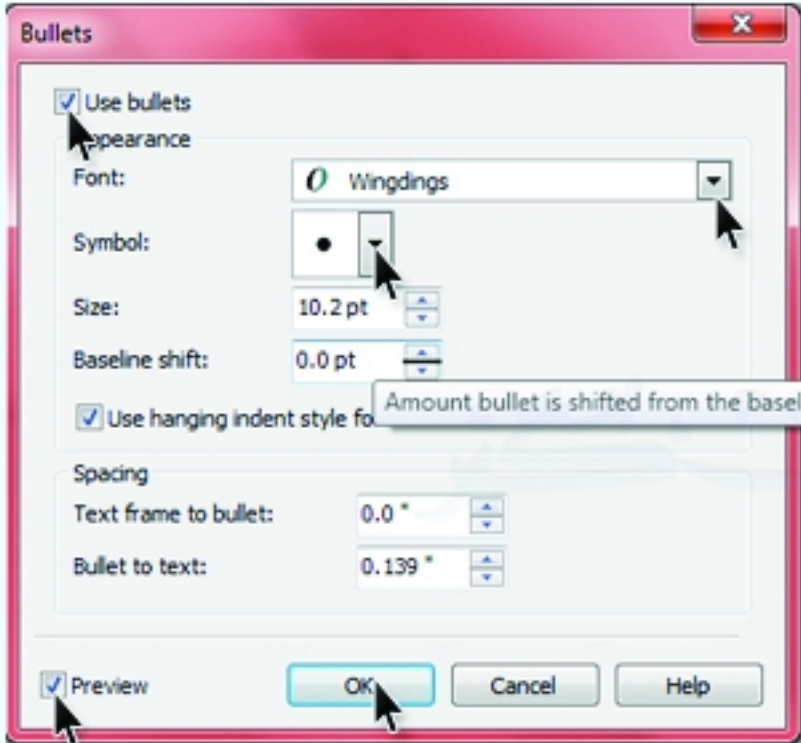 Bullets
Use bullets
ppearance
Font: O Wingdings
Symbol:
Size: 10.2 pt
Baseline shift: 0.0 pt
Amount bullet is shifted from the basel
Use hanging indent style fo
Spacing
Text frame to bullet: 0.0 "
Bullet to text: 0.139 "
Preview OK Cancel Help